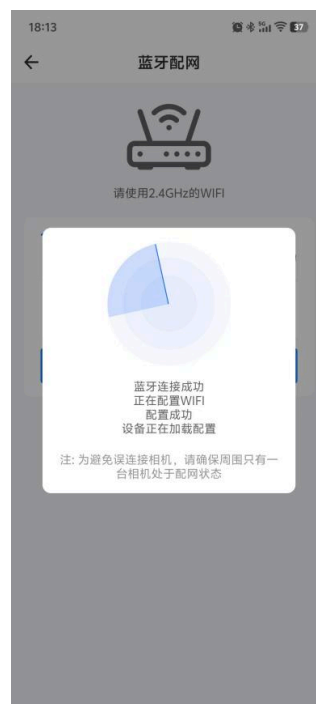 18:13
5G
37
蓝牙配网
请使用2.4GHz的WIFI
蓝牙连接成功
正在配置WIFI
配置成功
设备正在加载配置
注: 为避免误连接相机，请确保周围只有一
台相机处于配网状态